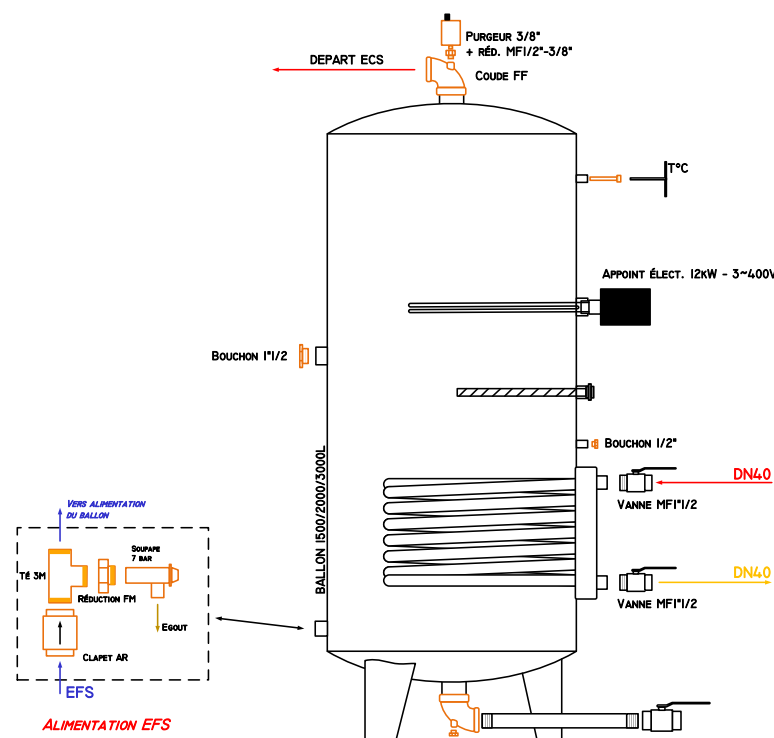 PURGEUR 3/8"
+ RÉD. MF1/2"-3/8"
DEPART ECS
COUDE FF
T°C
APPOINT ÉLECT. 12KW - 3~400V
BOUCHON 1"1/2
BOUCHON 1/2"
DN40
VANNE MF1"1/2
BALLON 1500/2000/3000L
DN40
VANNE MF1"1/2
VERS ALIMENTATION
DU BALLON
SOUPAPE
7 BAR
TÉ 3M
RÉDUCTION FM
EGOUT
CLAPET AR
EFS
ALIMENTATION EFS